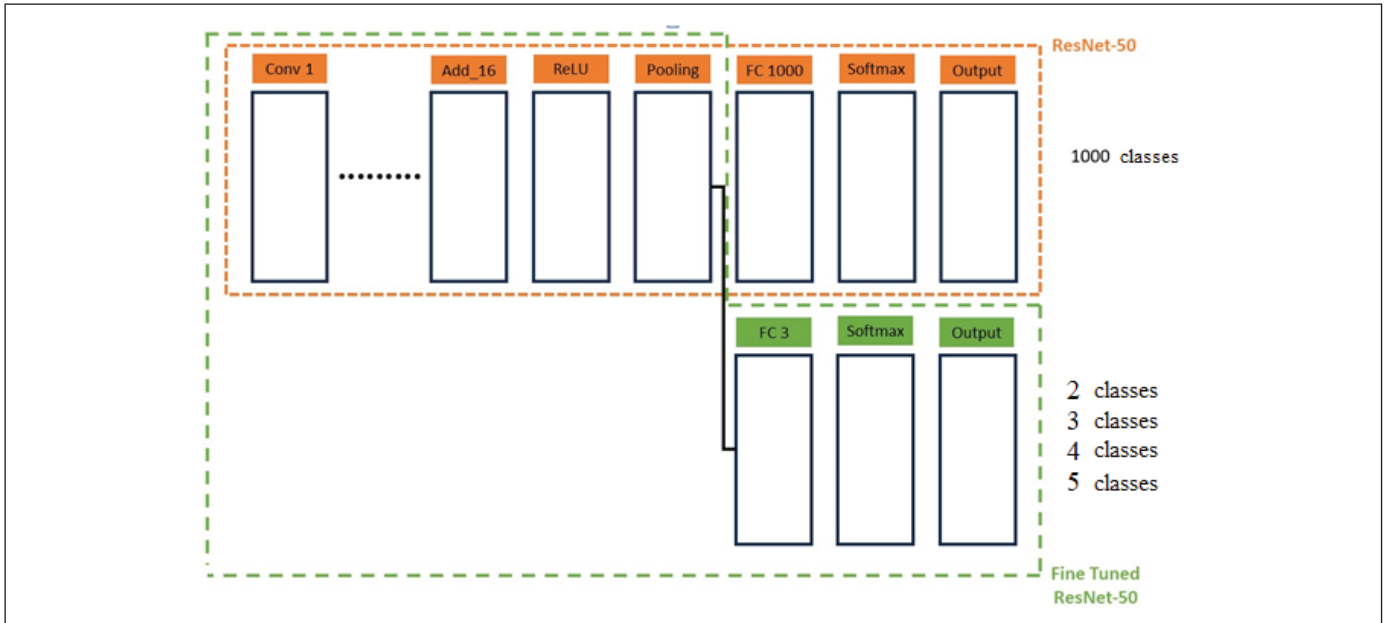 ResNet-50
Conv 1
Add_16
ReLU
Pooling
FC 1000
Softmax
Output
1000 classes
FC 3
Softmax
Output
2 classes
3 classes
4 classes
5 classes
Fine Tuned
ResNet-50